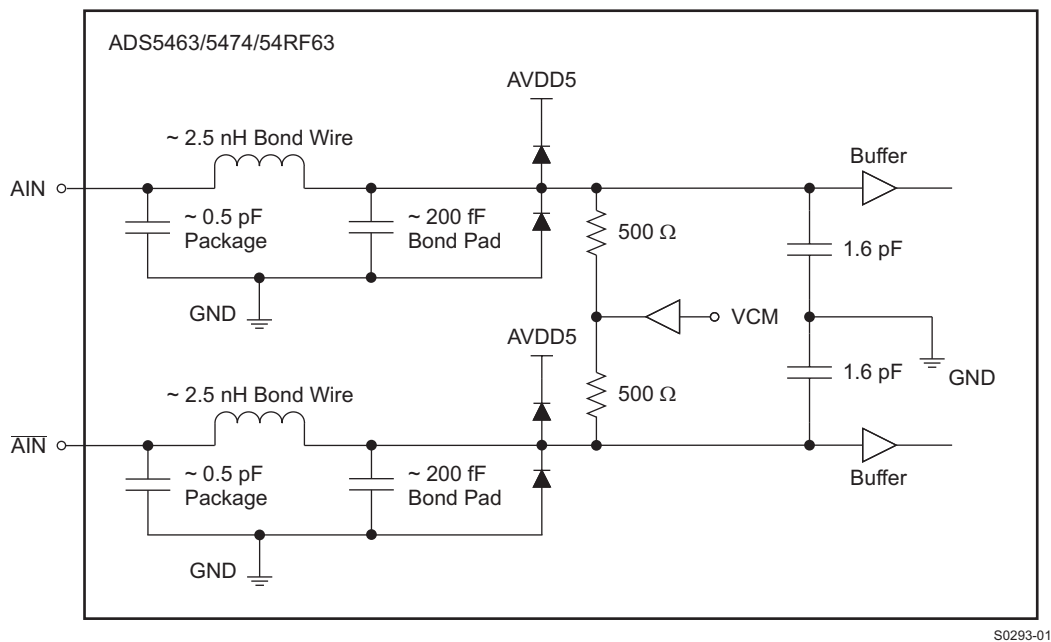 ADS5463/5474/54RF63
AVDD5
~ 2.5 nH Bond Wire
Buffer
AIN
~ 0.5 pF
Package
~ 200 fF
Bond Pad
500 Ω
1.6 pF
GND
VCM
AVDD5
GND
1.6 pF
~ 2.5 nH Bond Wire
500 Ω
A̅I̅N̅
~ 0.5 pF
Package
~ 200 fF
Bond Pad
Buffer
GND
S0293-01